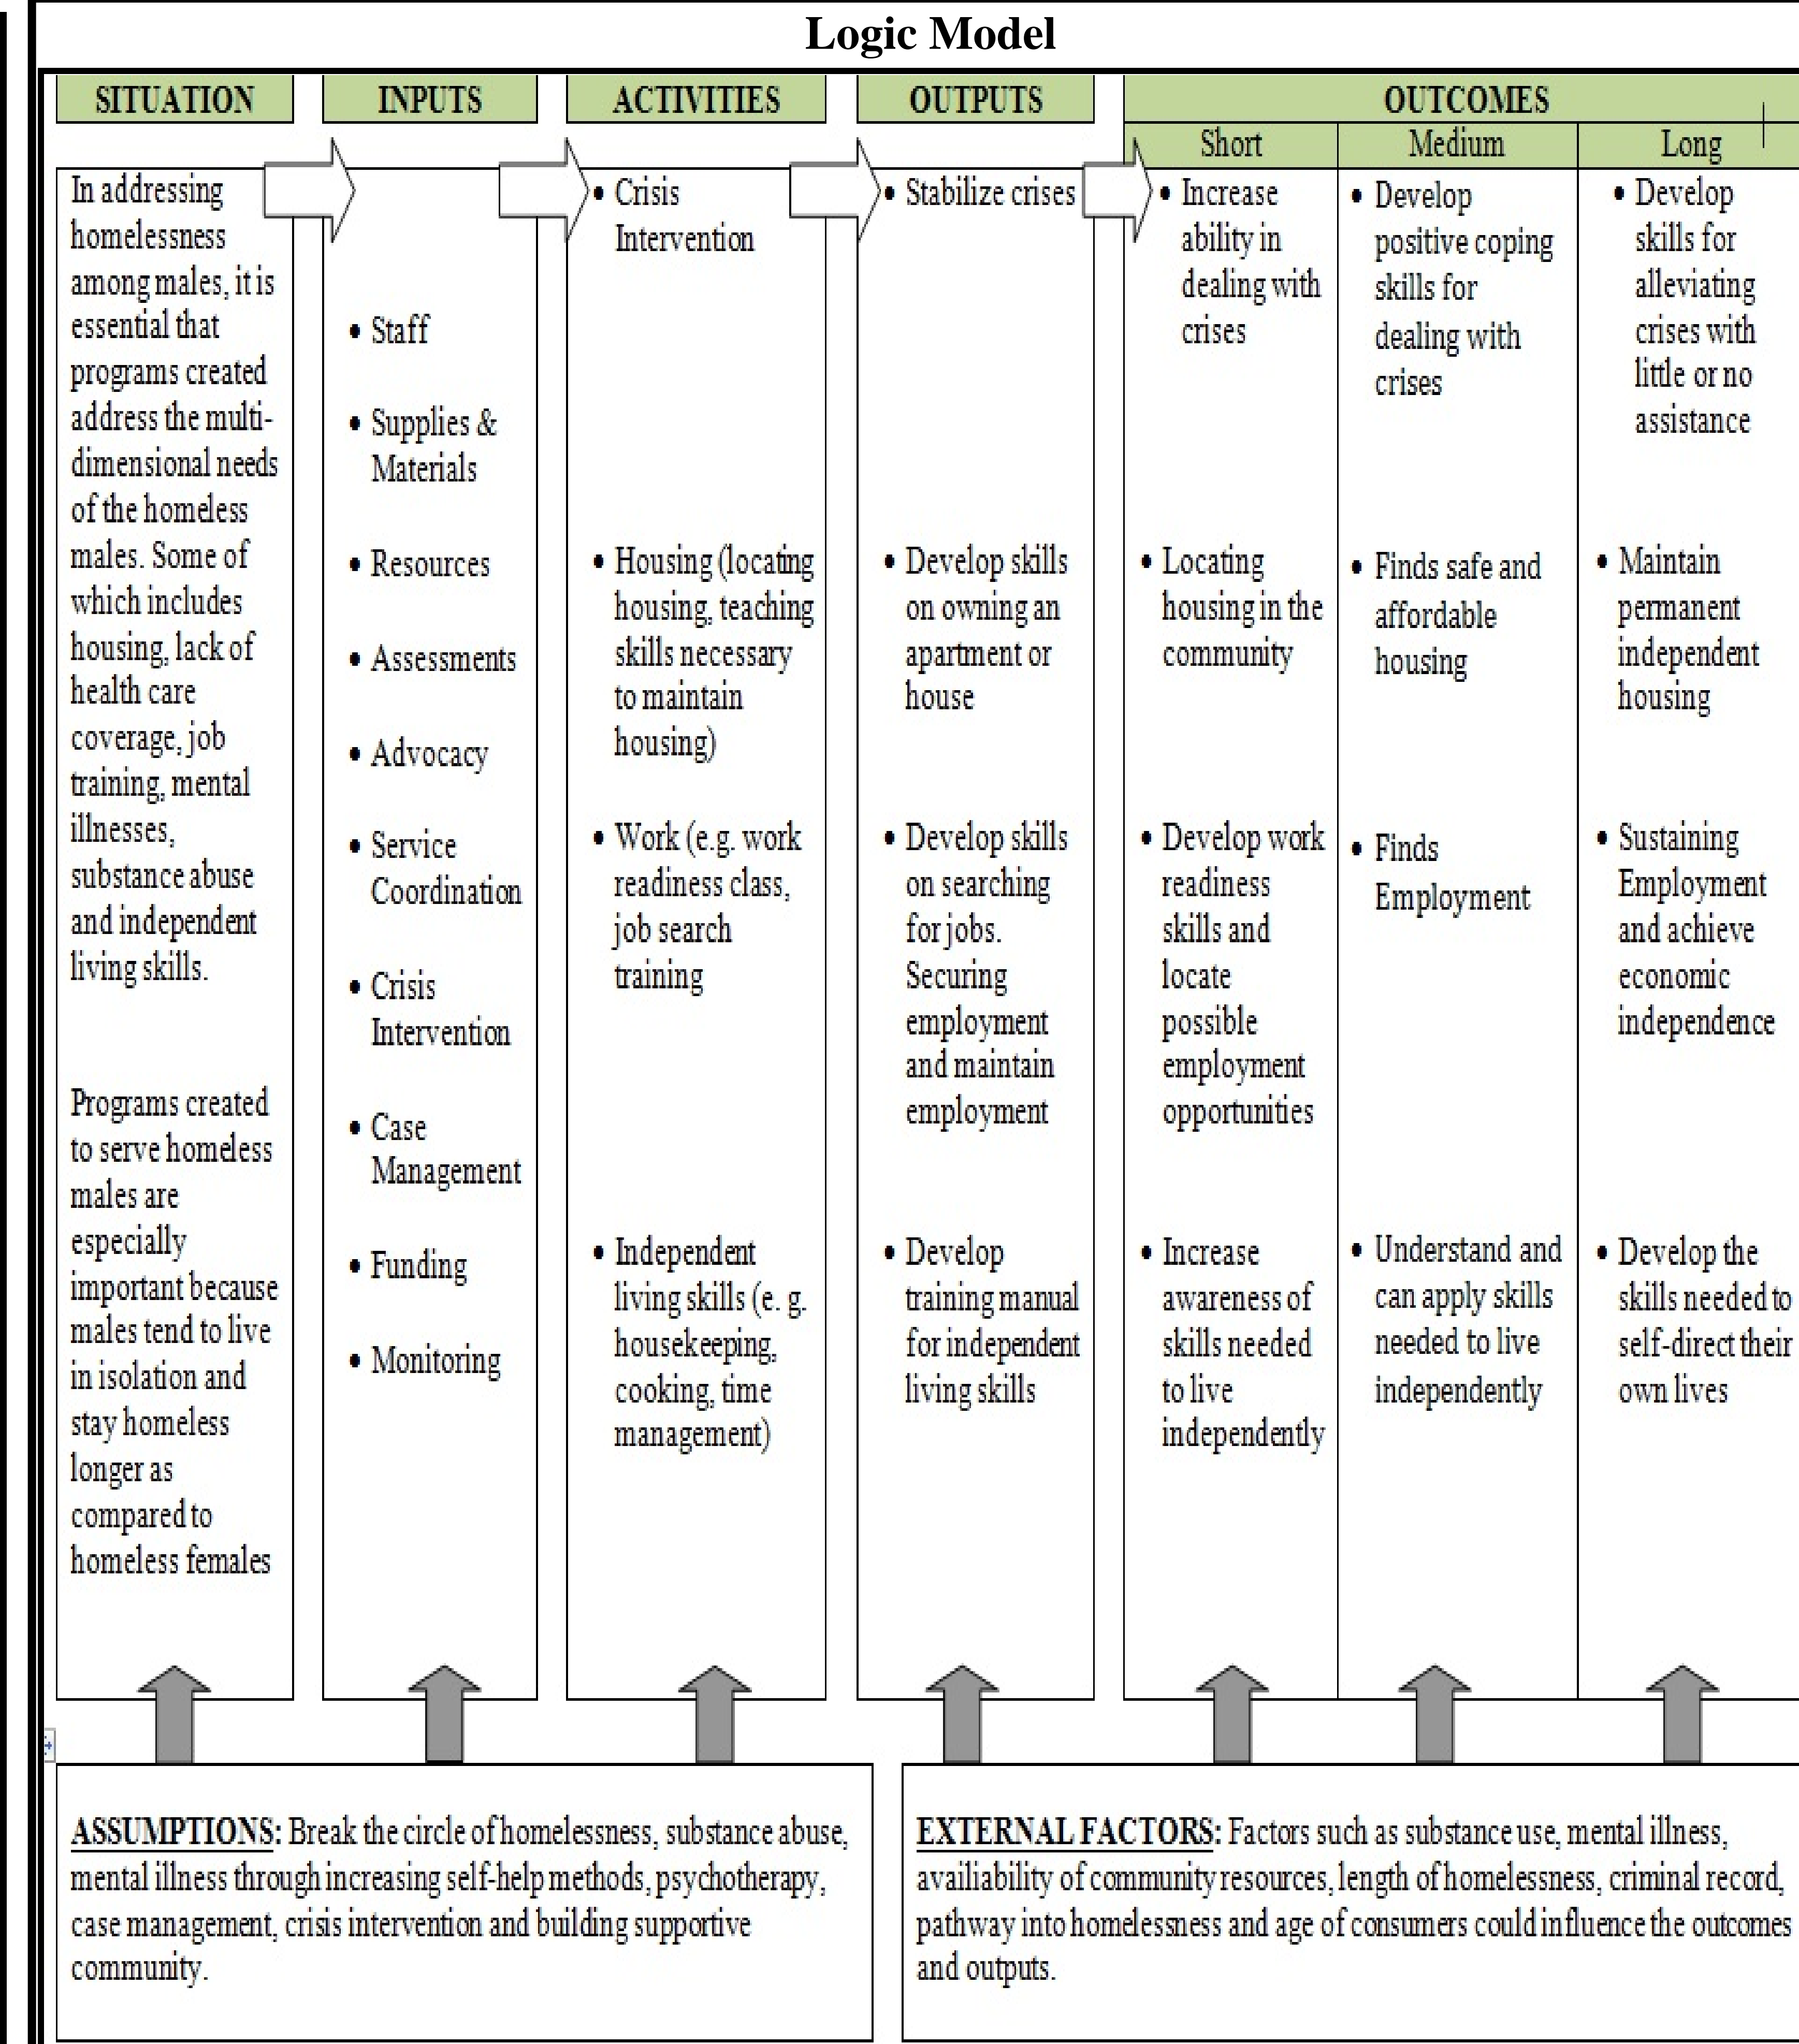 Logic Model
SITUATION
In addressing
homelessness
among males, it is
essential that
programs created
address the multi-
dimensional needs
of the homeless
males. Some of
which includes
housing, lack of
health care
coverage, job
training, mental
illnesses,
substance abuse
and independent
living skills.
Programs created
to serve homeless
males are
especially
important because
males tend to live
in isolation and
stay homeless
longer as
compared to
homeless females
INPUTS
• Staff
• Supplies &
Materials
• Resources
• Assessments
• Advocacy
• Service
Coordination
• Crisis
Intervention
• Case
Management
• Funding
• Monitoring
ACTIVITIES
• Crisis
Intervention
• Housing (locating
housing, teaching
skills necessary
to maintain
housing)
• Work (e.g. work
readiness class,
job search
training
• Independent
living skills (e. g.
housekeeping,
cooking, time
management)
OUTPUTS
• Stabilize crises
• Develop skills
on owning an
apartment or
house
• Develop skills
on searching
for jobs.
Securing
employment
and maintain
employment
• Develop
training manual
for independent
living skills
OUTCOMES
Short
• Increase
ability in
dealing with
crises
• Locating
housing in the
community
• Develop work
readiness
skills and
locate
possible
employment
opportunities
• Increase
awareness of
skills needed
to live
independently
Medium
• Develop
positive coping
skills for
dealing with
crises
• Finds safe and
affordable
housing
• Finds
Employment
• Understand and
can apply skills
needed to live
independently
Long
• Develop
skills for
alleviating
crises with
little or no
assistance
• Maintain
permanent
independent
housing
• Sustaining
Employment
and achieve
economic
independence
• Develop the
skills needed to
self-direct their
own lives
ASSUMPTIONS: Break the circle of homelessness, substance abuse,
mental illness through increasing self-help methods, psychotherapy,
case management, crisis intervention and building supportive
community.
EXTERNAL FACTORS: Factors such as substance use, mental illness,
availiability of community resources, length of homelessness, criminal record,
pathway into homelessness and age of consumers could influence the outcomes
and outputs.